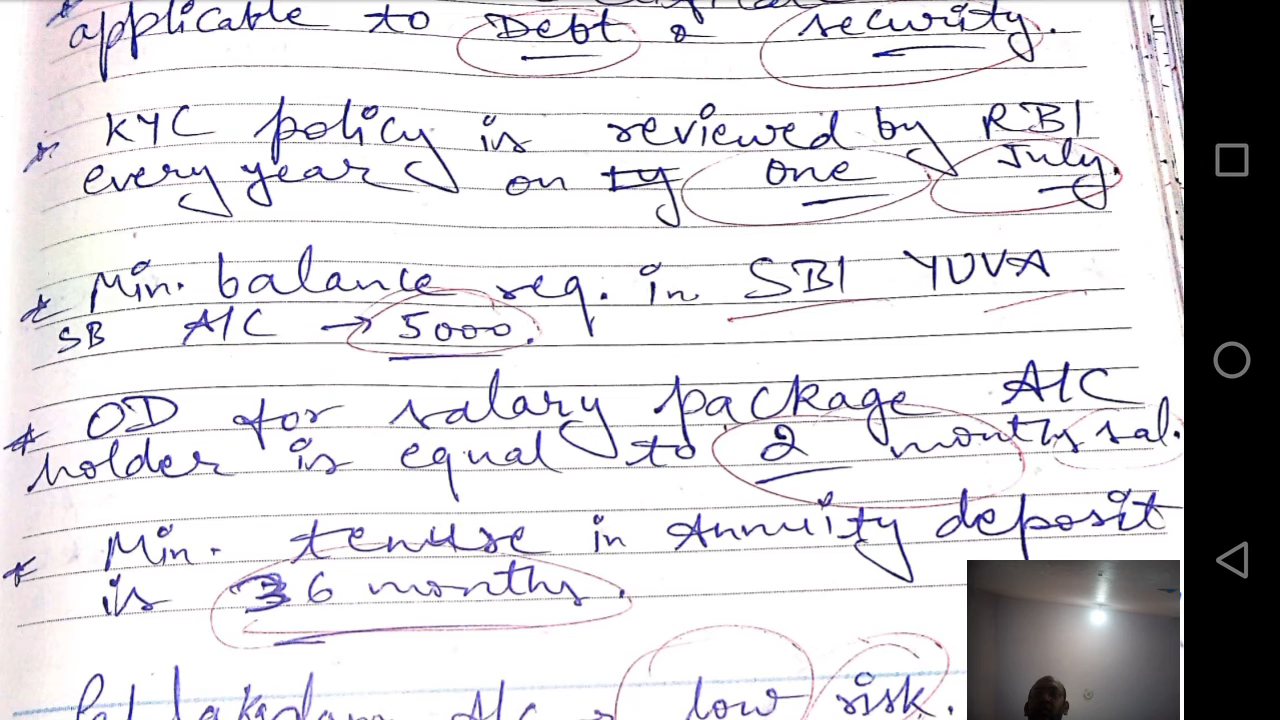 applicable to Debt & security.
* KYC policy is reviewed by RBI
every year on ty one July.
* Min. balance req. in SBI YUVA
SB A/C → 5000.
* OD for salary package A/C
holder is equal to 2 months sal.
* Min. tenure in Annuity deposit
is 36 months.
A/C → low risk.